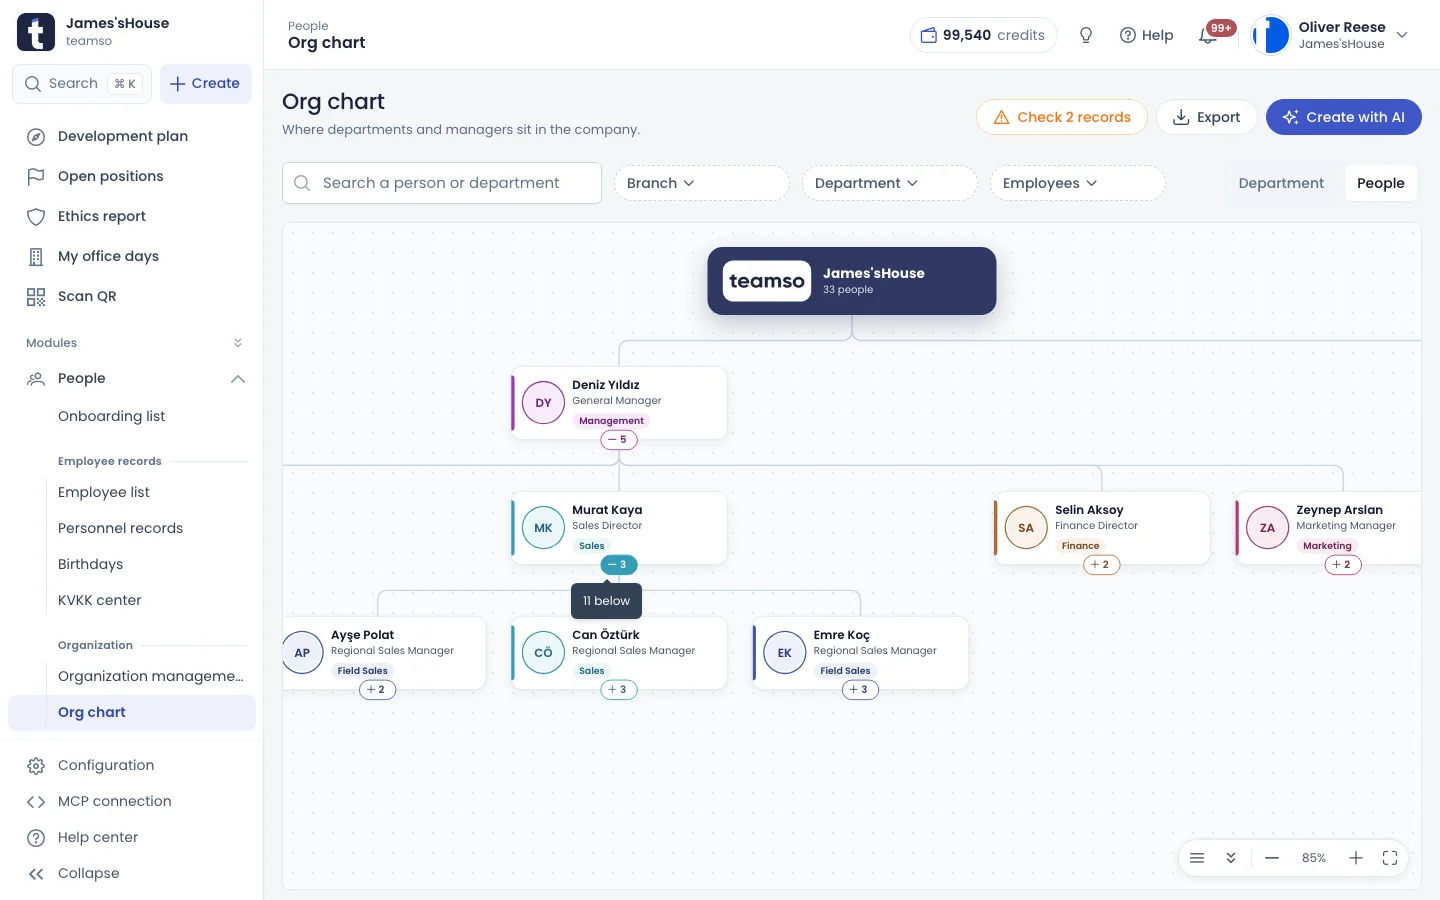 James'sHouse
teamso
Search
⌘ K
Create
Development plan
Open positions
Ethics report
My office days
Scan QR
Modules
People
Onboarding list
Employee records
Employee list
Personnel records
Birthdays
KVKK center
Organization
Organization manageme...
Org chart
Configuration
MCP connection
Help center
Collapse
People
Org chart
99,540 credits
Help
99+
Oliver Reese
James'sHouse
Org chart
Where departments and managers sit in the company.
Check 2 records
Export
Create with AI
Search a person or department
Branch
Department
Employees
Department
People
teamso
James'sHouse
33 people
DY
Deniz Yıldız
General Manager
Management
− 5
MK
Murat Kaya
Sales Director
Sales
− 3
11 below
SA
Selin Aksoy
Finance Director
Finance
+ 2
ZA
Zeynep Arslan
Marketing Manager
Marketing
+ 2
AP
Ayşe Polat
Regional Sales Manager
Field Sales
+ 2
CÖ
Can Öztürk
Regional Sales Manager
Sales
+ 3
EK
Emre Koç
Regional Sales Manager
Field Sales
+ 3
85%